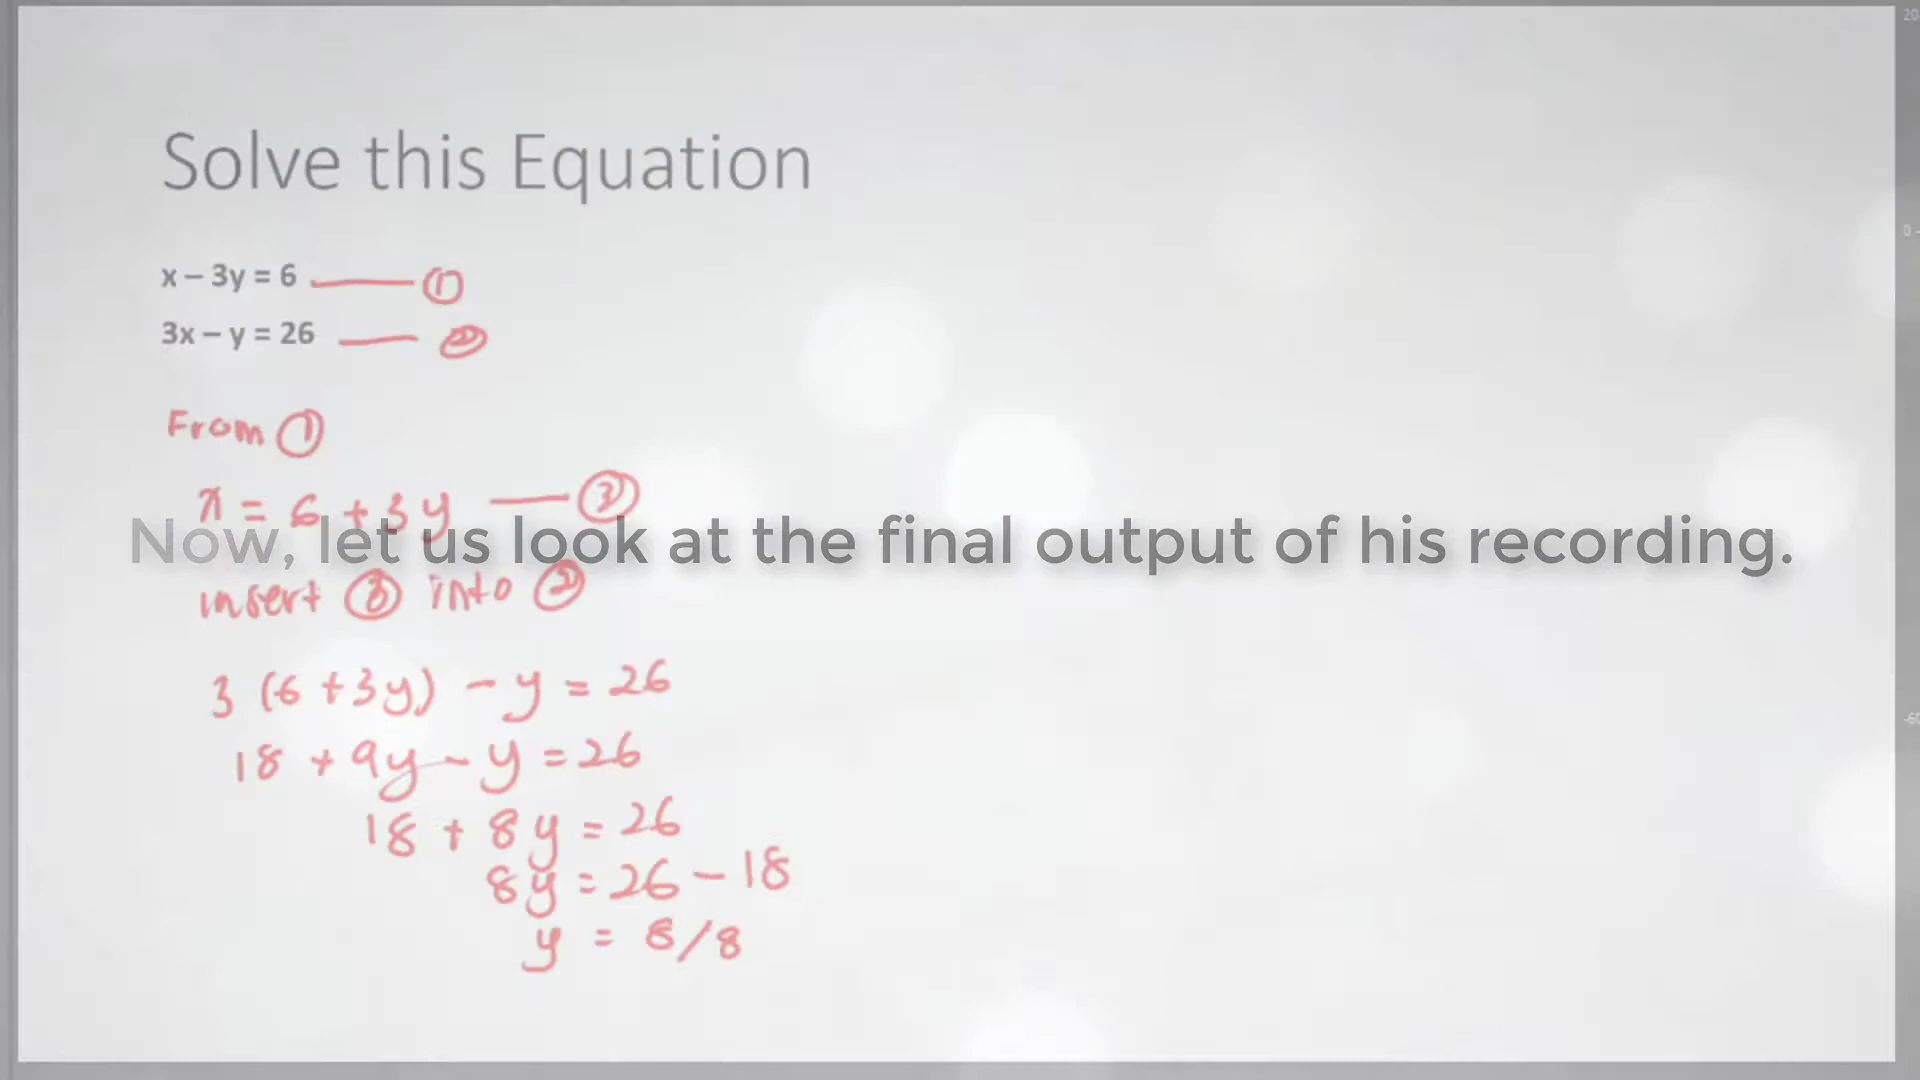 Solve this Equation
x – 3y = 6 —— ①
3x – y = 26 —— ②
From ①
x = 6 + 3y —— ③
Now, let us look at the final output of his recording.
insert ③ into ②
3 (6 + 3y) - y = 26
18 + 9y - y = 26
18 + 8y = 26
8y = 26 - 18
y = 8/8